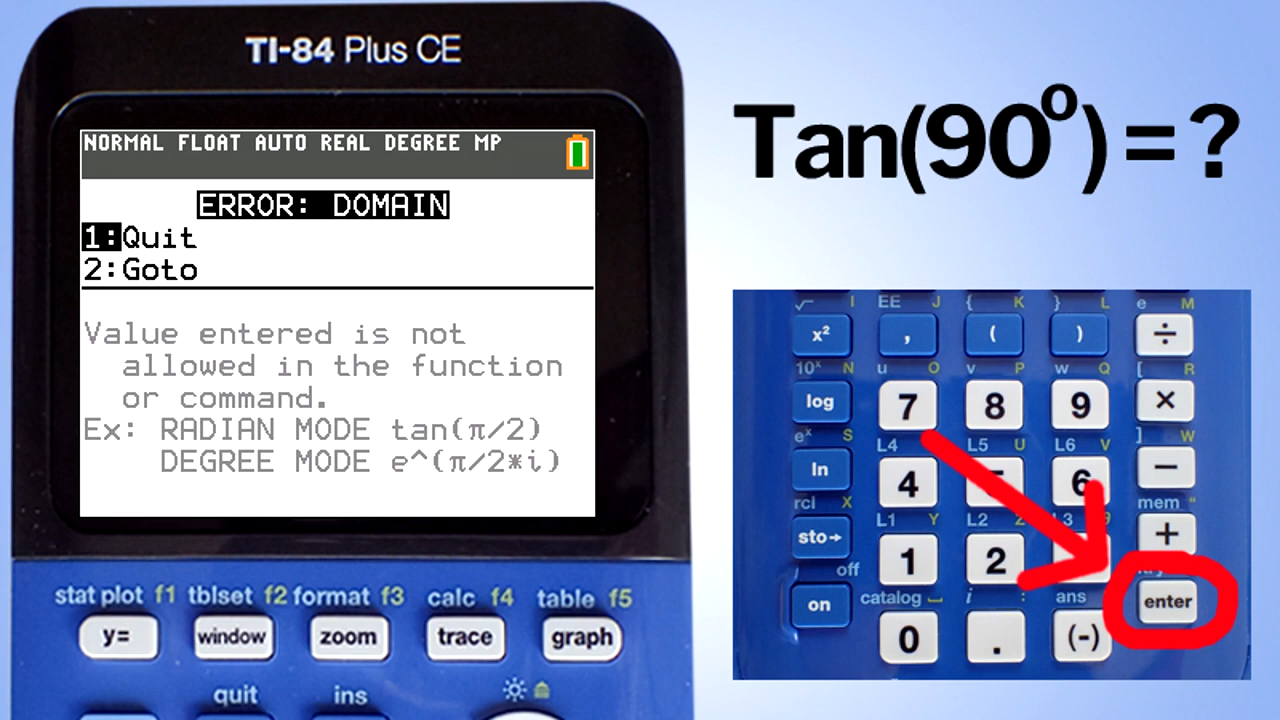 TI-84 Plus CE
NORMAL FLOAT AUTO REAL DEGREE MP
ERROR: DOMAIN
1:Quit
2:Goto
Value entered is not
allowed in the function
or command.
Ex: RADIAN MODE tan(π/2)
DEGREE MODE e^(π/2*i)
stat plot f1 tblset f2 format f3 calc f4 table f5
y= window zoom trace graph
quit ins
Tan(90°)=?
√ I EE J { K } L e M
x² , ( ) ÷
10ˣ N u O v P w Q [ R
log 7 8 9 ×
eˣ S L4 L5 U L6 V ] W
ln 4 6 −
rcl X L1 Y L2 Z L3 mem "
sto→ 1 2 +
off catalog ⎵ i : ans
on 0 . (-) enter